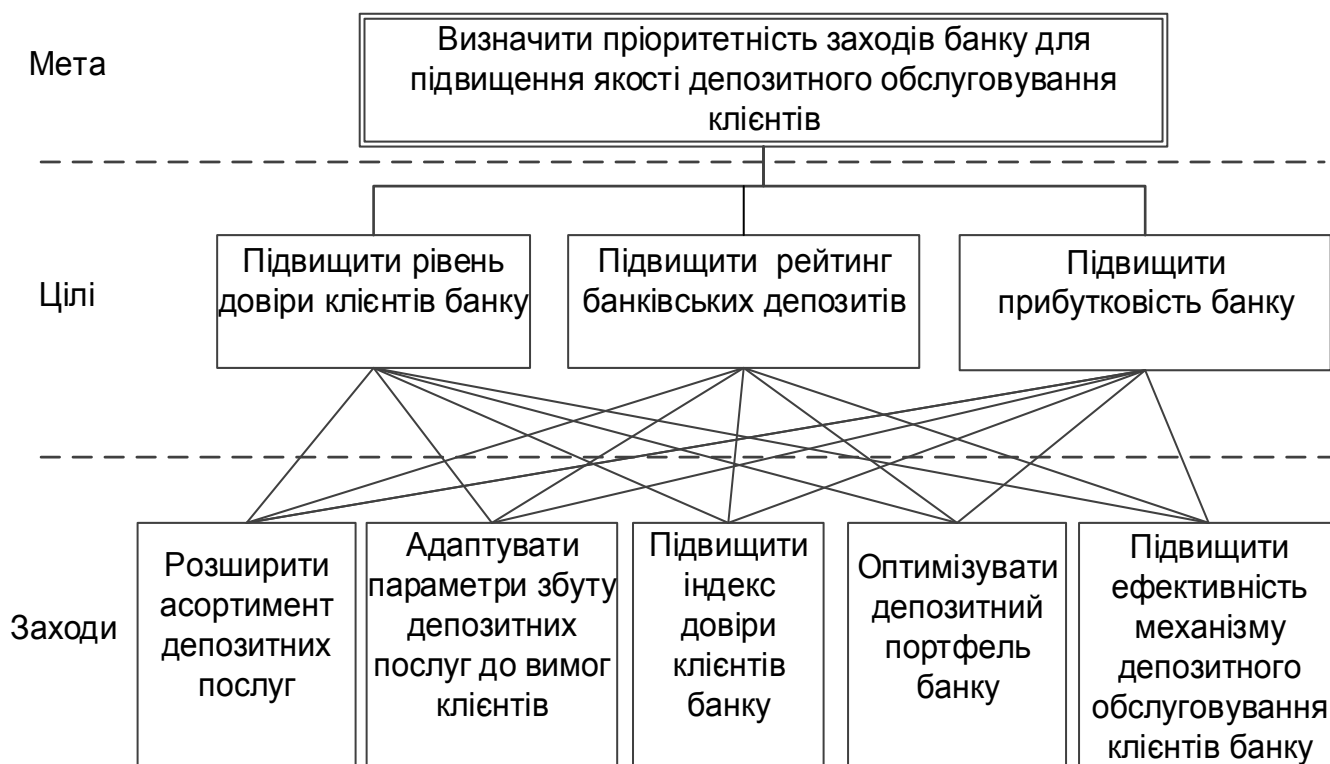 Мета
Визначити пріоритетність заходів банку для
підвищення якості депозитного обслуговування
клієнтів
Цілі
Підвищити рівень
довіри клієнтів банку
Підвищити рейтинг
банківських депозитів
Підвищити
прибутковість банку
Заходи
Розширити
асортимент
депозитних
послуг
Адаптувати
параметри збуту
депозитних
послуг до вимог
клієнтів
Підвищити
індекс
довіри
клієнтів
банку
Оптимізувати
депозитний
портфель
банку
Підвищити
ефективність
механізму
депозитного
обслуговування
клієнтів банку